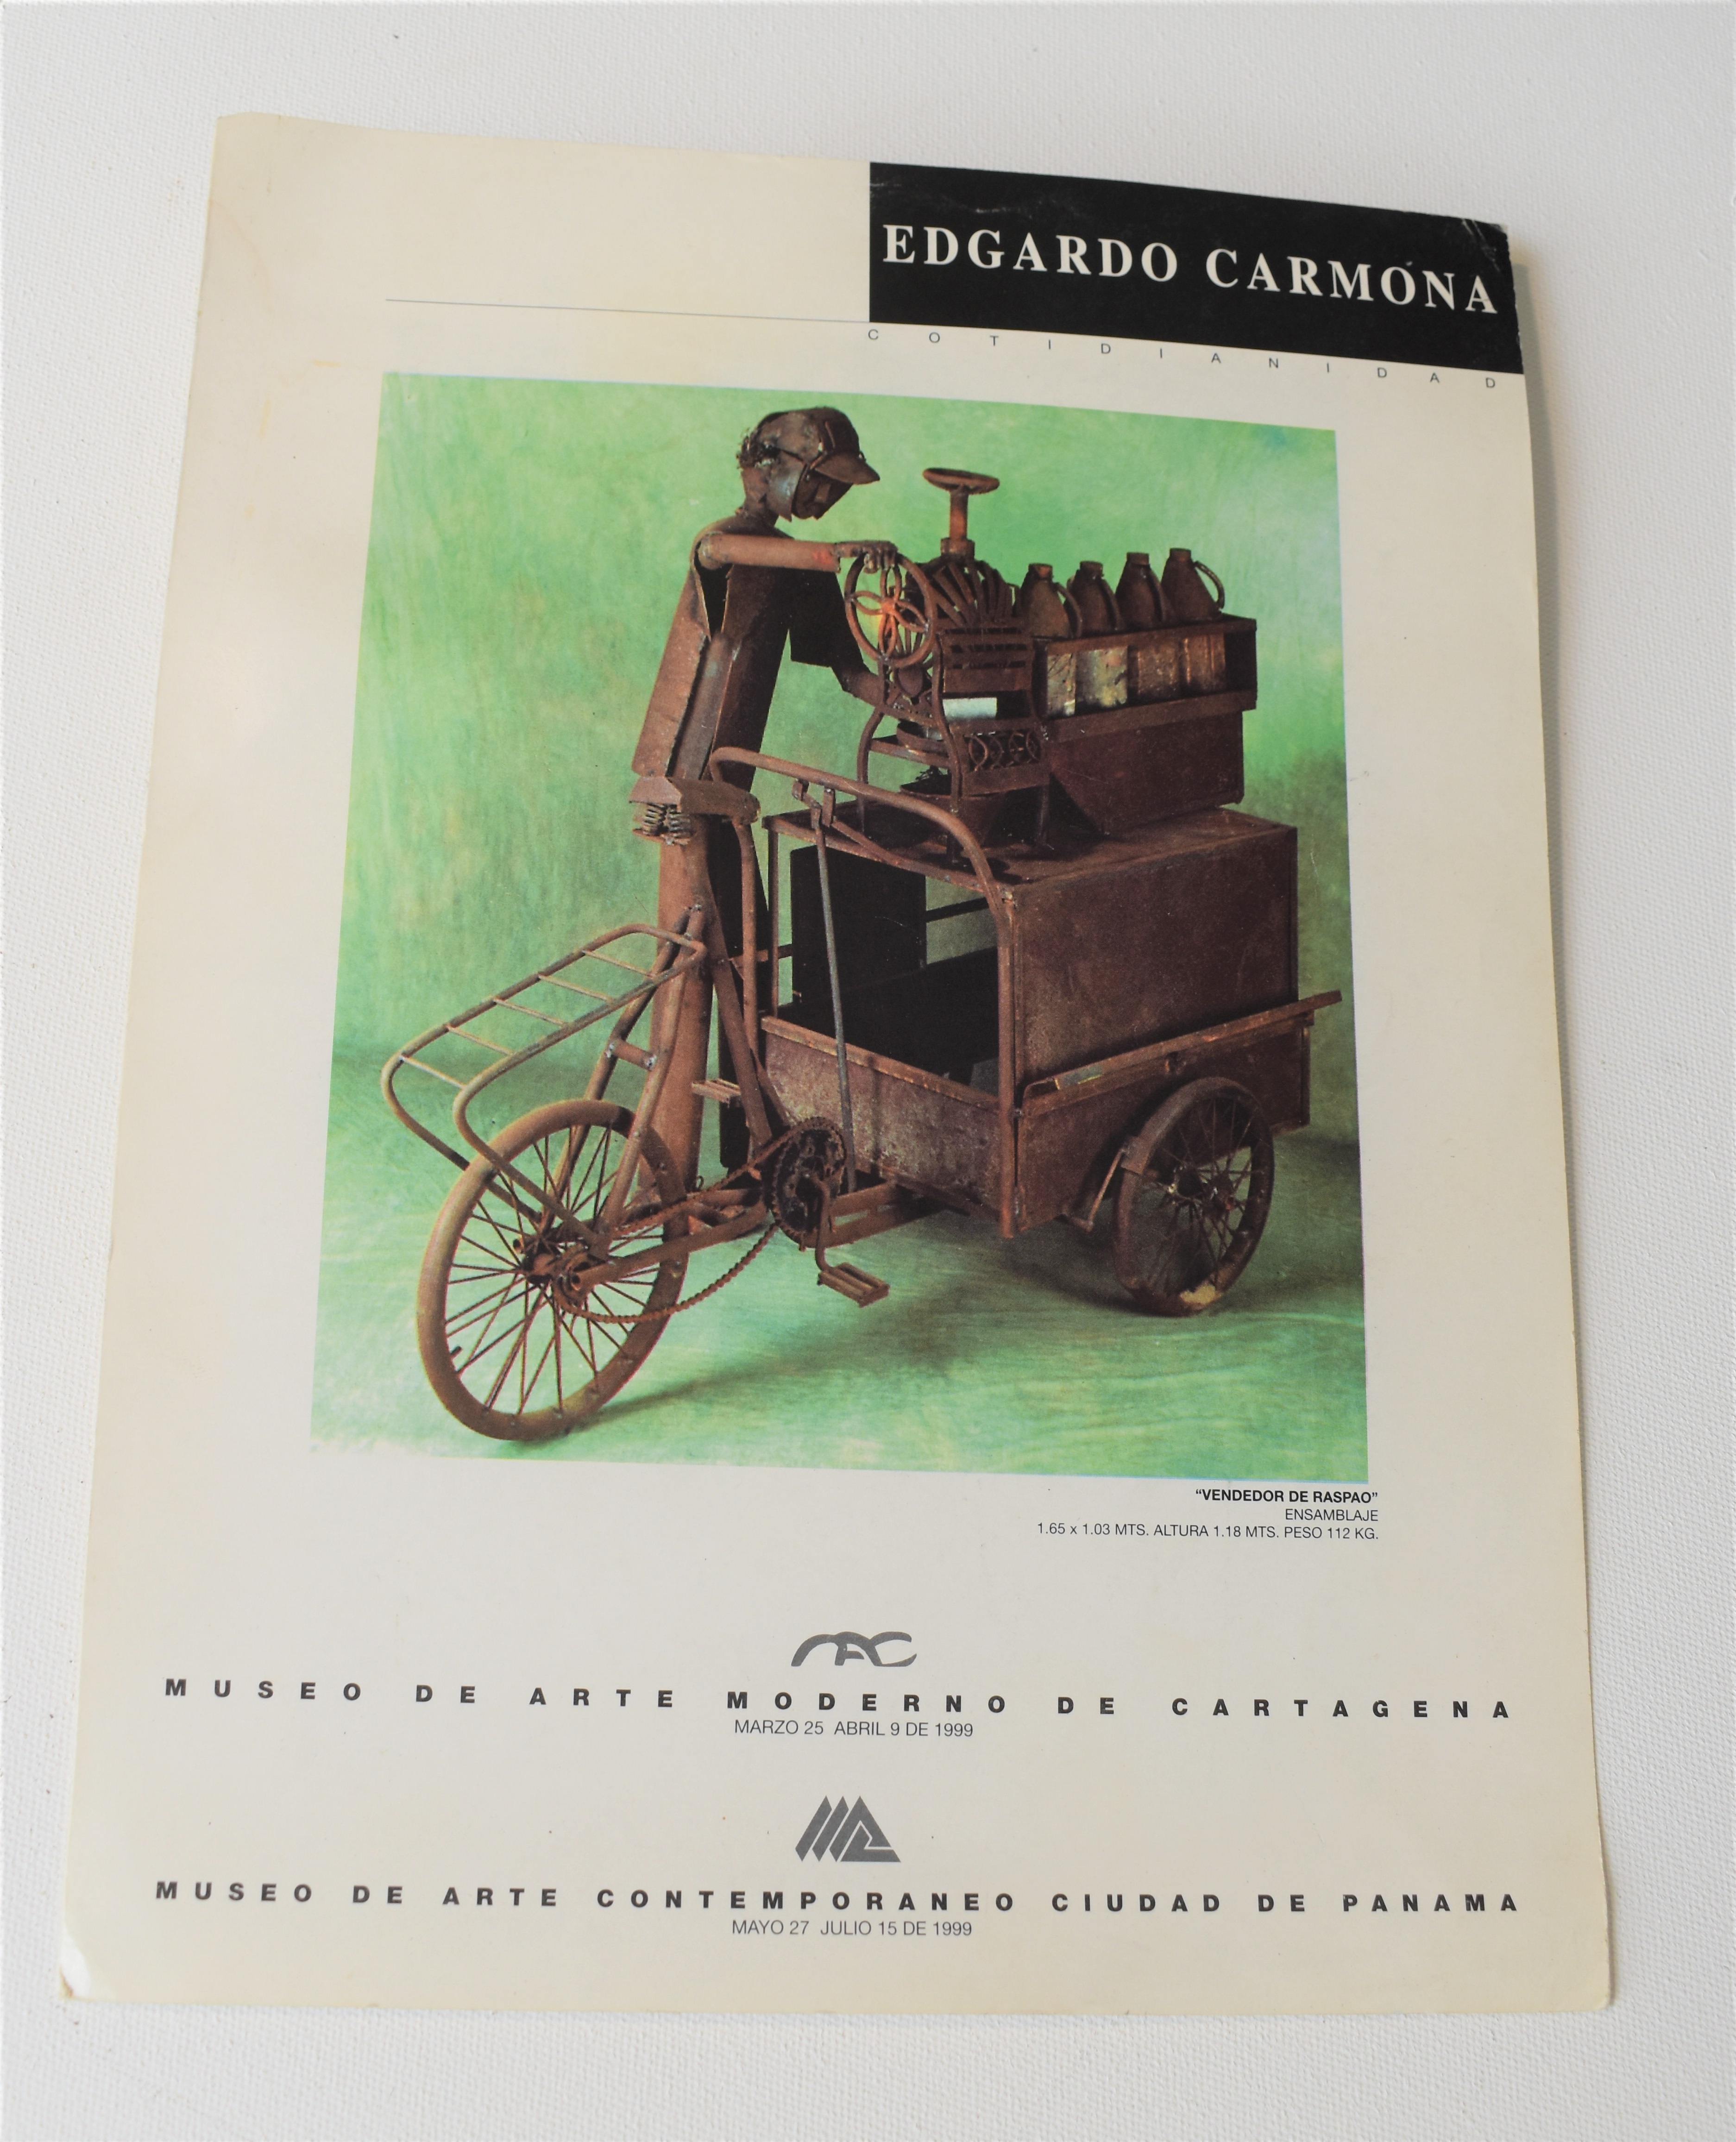 EDGARDO CARMONA
COTIDIANIDAD
“VENDEDOR DE RASPAO”
ENSAMBLAJE
1.65 x 1.03 MTS. ALTURA 1.18 MTS. PESO 112 KG.
MAC
MUSEO DE ARTE MODERNO DE CARTAGENA
MARZO 25 ABRIL 9 DE 1999
MUSEO DE ARTE CONTEMPORANEO CIUDAD DE PANAMA
MAYO 27 JULIO 15 DE 1999